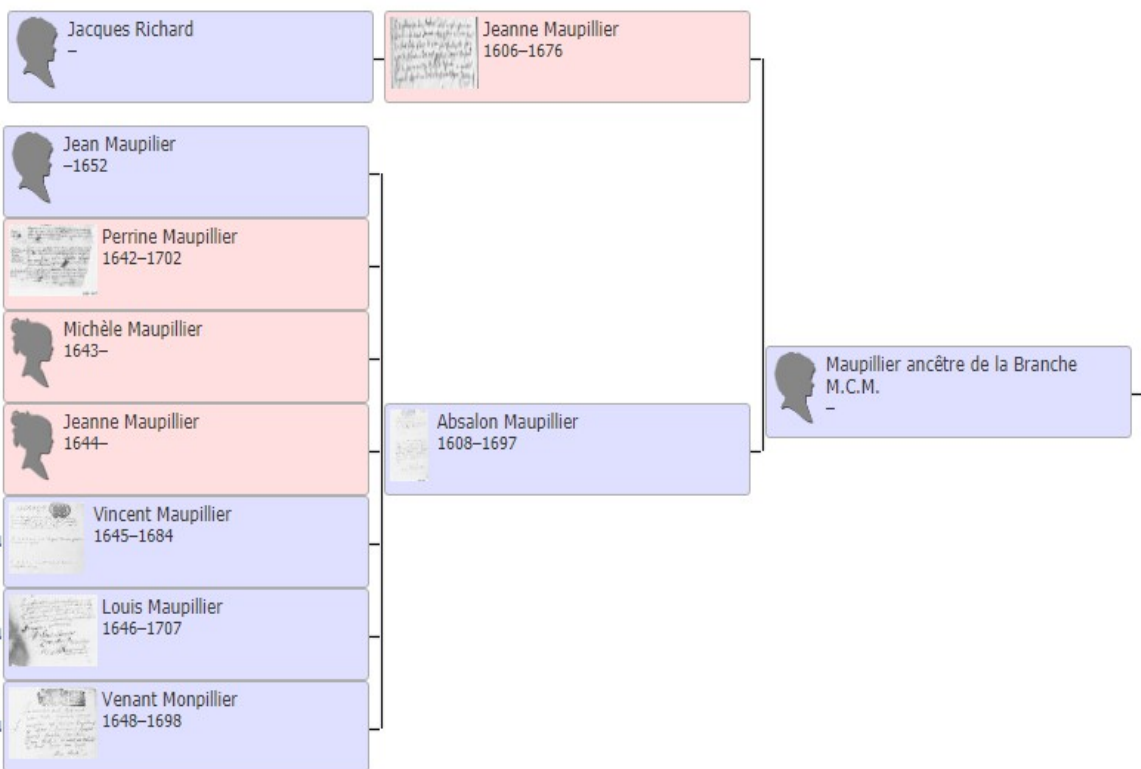 Jacques Richard
–
Jeanne Maupillier
1606–1676
Jean Maupilier
–1652
Perrine Maupillier
1642–1702
Michèle Maupillier
1643–
Jeanne Maupillier
1644–
Maupillier ancêtre de la Branche
M.C.M.
–
Absalon Maupillier
1608–1697
Vincent Maupillier
1645–1684
Louis Maupillier
1646–1707
Venant Monpillier
1648–1698